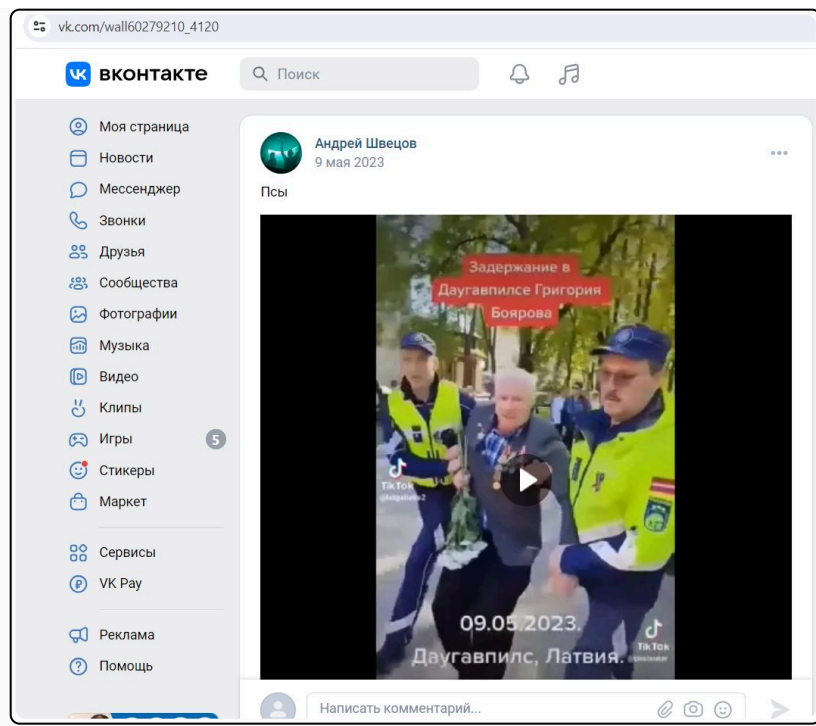 vk.com/wall60279210_4120
вконтакте
Поиск
Моя страница
Новости
Мессенджер
Звонки
Друзья
Сообщества
Фотографии
Музыка
Видео
Клипы
Игры
5
Стикеры
Маркет
Сервисы
VK Pay
Реклама
Помощь
Андрей Швецов
9 мая 2023
Псы
Задержание в
Даугавпилсе Григория
Боярова
TikTok
09.05.2023.
Даугавпилс, Латвия.
TikTok
Написать комментарий...